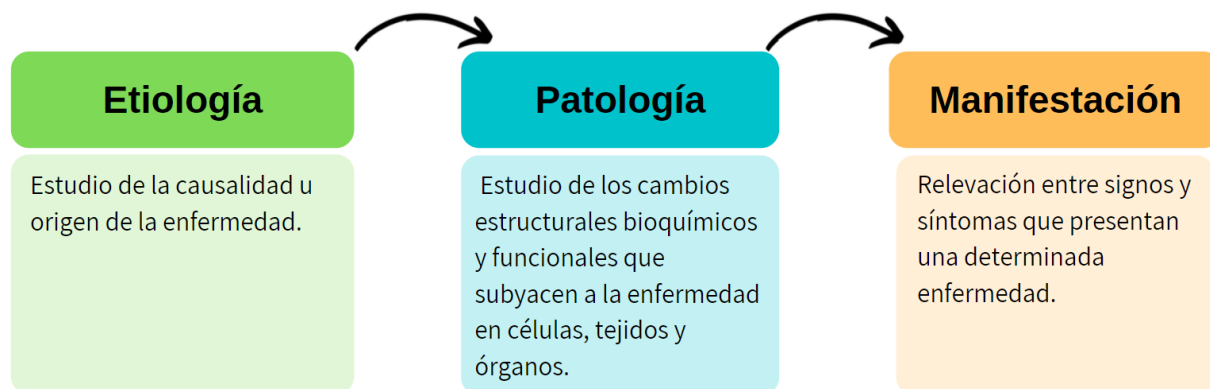 Etiología
Estudio de la causalidad u
origen de la enfermedad.
Patología
Estudio de los cambios
estructurales bioquímicos
y funcionales que
subyacen a la enfermedad
en células, tejidos y
órganos.
Manifestación
Relevación entre signos y
síntomas que presentan
una determinada
enfermedad.